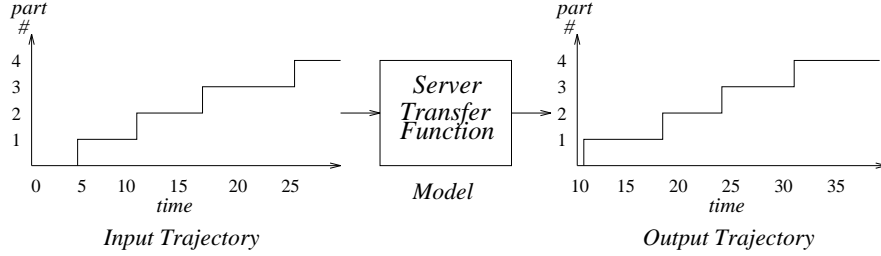 part
#
4
3
2
1
0 5 10 15 20 25
time
Input Trajectory
Server
Transfer
Function
Model
part
#
4
3
2
1
10 15 20 25 30 35
time
Output Trajectory